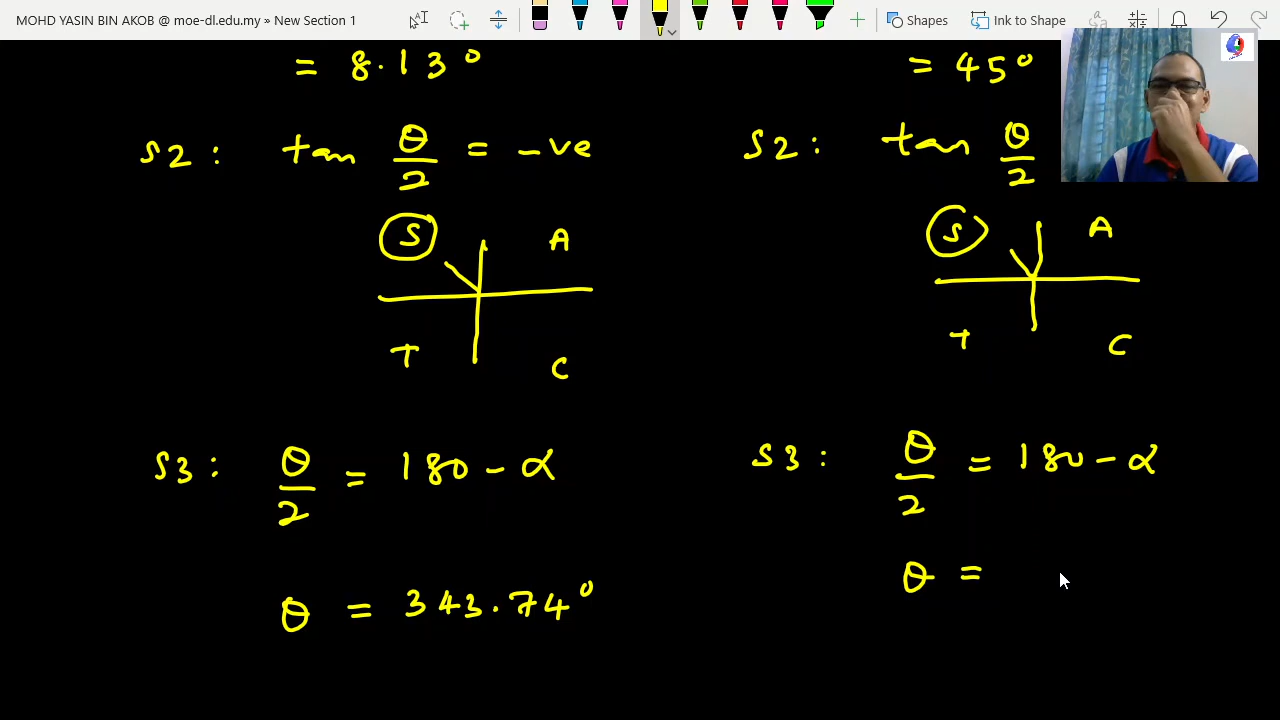 MOHD YASIN BIN AKOB @ moe-dl.edu.my » New Section 1
Shapes
Ink to Shape
= 8.13°
S2: tan θ/2 = -ve
S A
T C
S3: θ/2 = 180 - α
θ = 343.74°
= 45°
S2: tan θ/2
S A
T C
S3: θ/2 = 180 - α
θ =